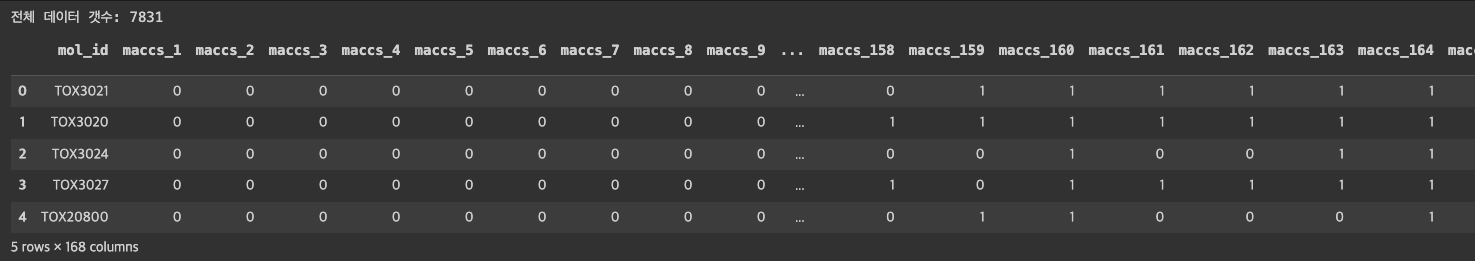 전체 데이터 갯수: 7831
mol_id maccs_1 maccs_2 maccs_3 maccs_4 maccs_5 maccs_6 maccs_7 maccs_8 maccs_9 ... maccs_158 maccs_159 maccs_160 maccs_161 maccs_162 maccs_163 maccs_164
0 TOX3021 0 0 0 0 0 0 0 0 0 ... 0 1 1 1 1 1 1
1 TOX3020 0 0 0 0 0 0 0 0 0 ... 1 1 1 1 1 1 1
2 TOX3024 0 0 0 0 0 0 0 0 0 ... 0 0 1 0 0 1 1
3 TOX3027 0 0 0 0 0 0 0 0 0 ... 1 0 1 1 1 1 1
4 TOX20800 0 0 0 0 0 0 0 0 0 ... 0 1 1 0 0 0 1
5 rows × 168 columns